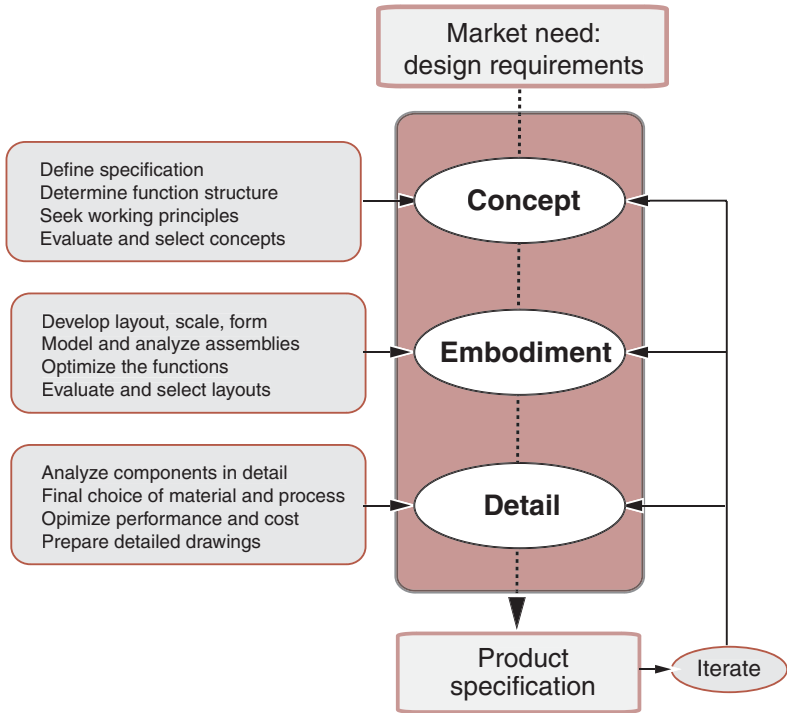 Market need:
design requirements
Define specification
Determine function structure
Seek working principles
Evaluate and select concepts
Concept
Develop layout, scale, form
Model and analyze assemblies
Optimize the functions
Evaluate and select layouts
Embodiment
Analyze components in detail
Final choice of material and process
Opimize performance and cost
Prepare detailed drawings
Detail
Product
specification
Iterate